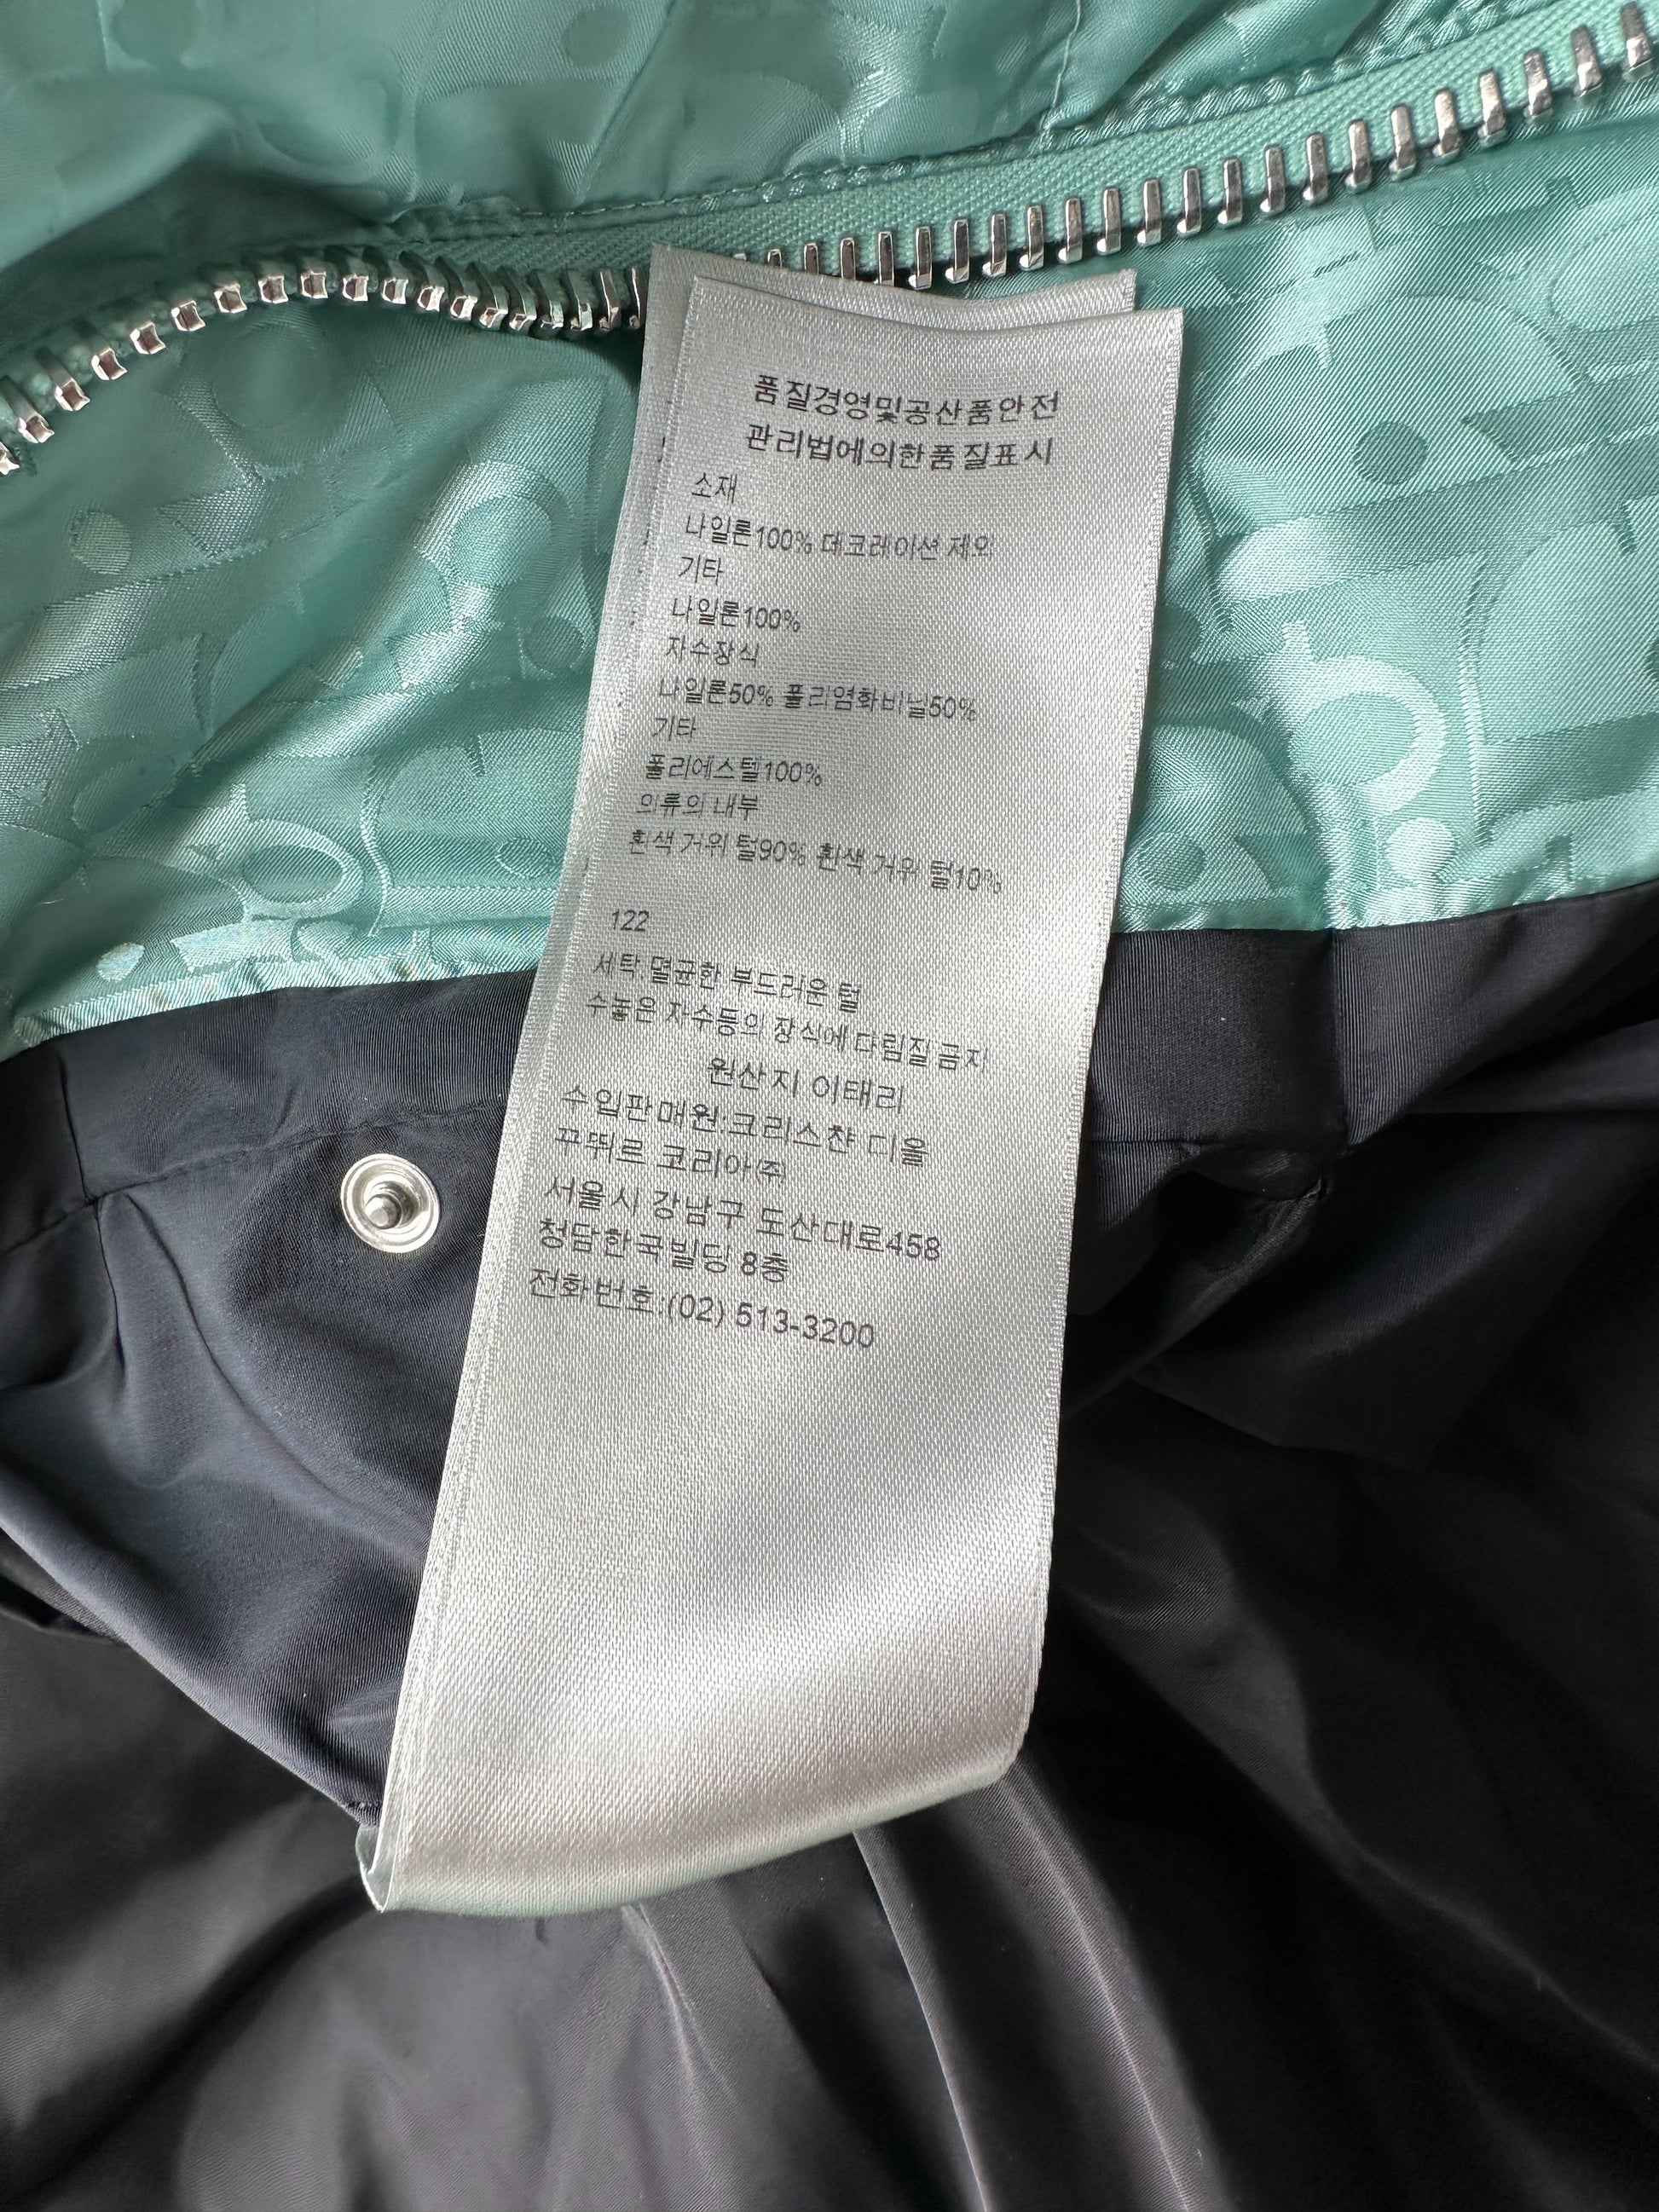 품질경영및공산품안전
관리법에의한품질표시
소재
나일론100% 데코레이션 제외
기타
나일론100%
자수장식
나일론50% 폴리염화비닐50%
기타
폴리에스텔100%
의류의 내부
흰색 거위 털90% 흰색 거위 털10%
122
세탁,멸균한 부드러운 털
수놓은 자수등의 장식에 다림질 금지
원산지 이태리
수입판매원:크리스챤 디올
꾸뛰르 코리아㈜
서울시 강남구 도산대로458
청담한국빌딩 8층
전화번호:(02) 513-3200